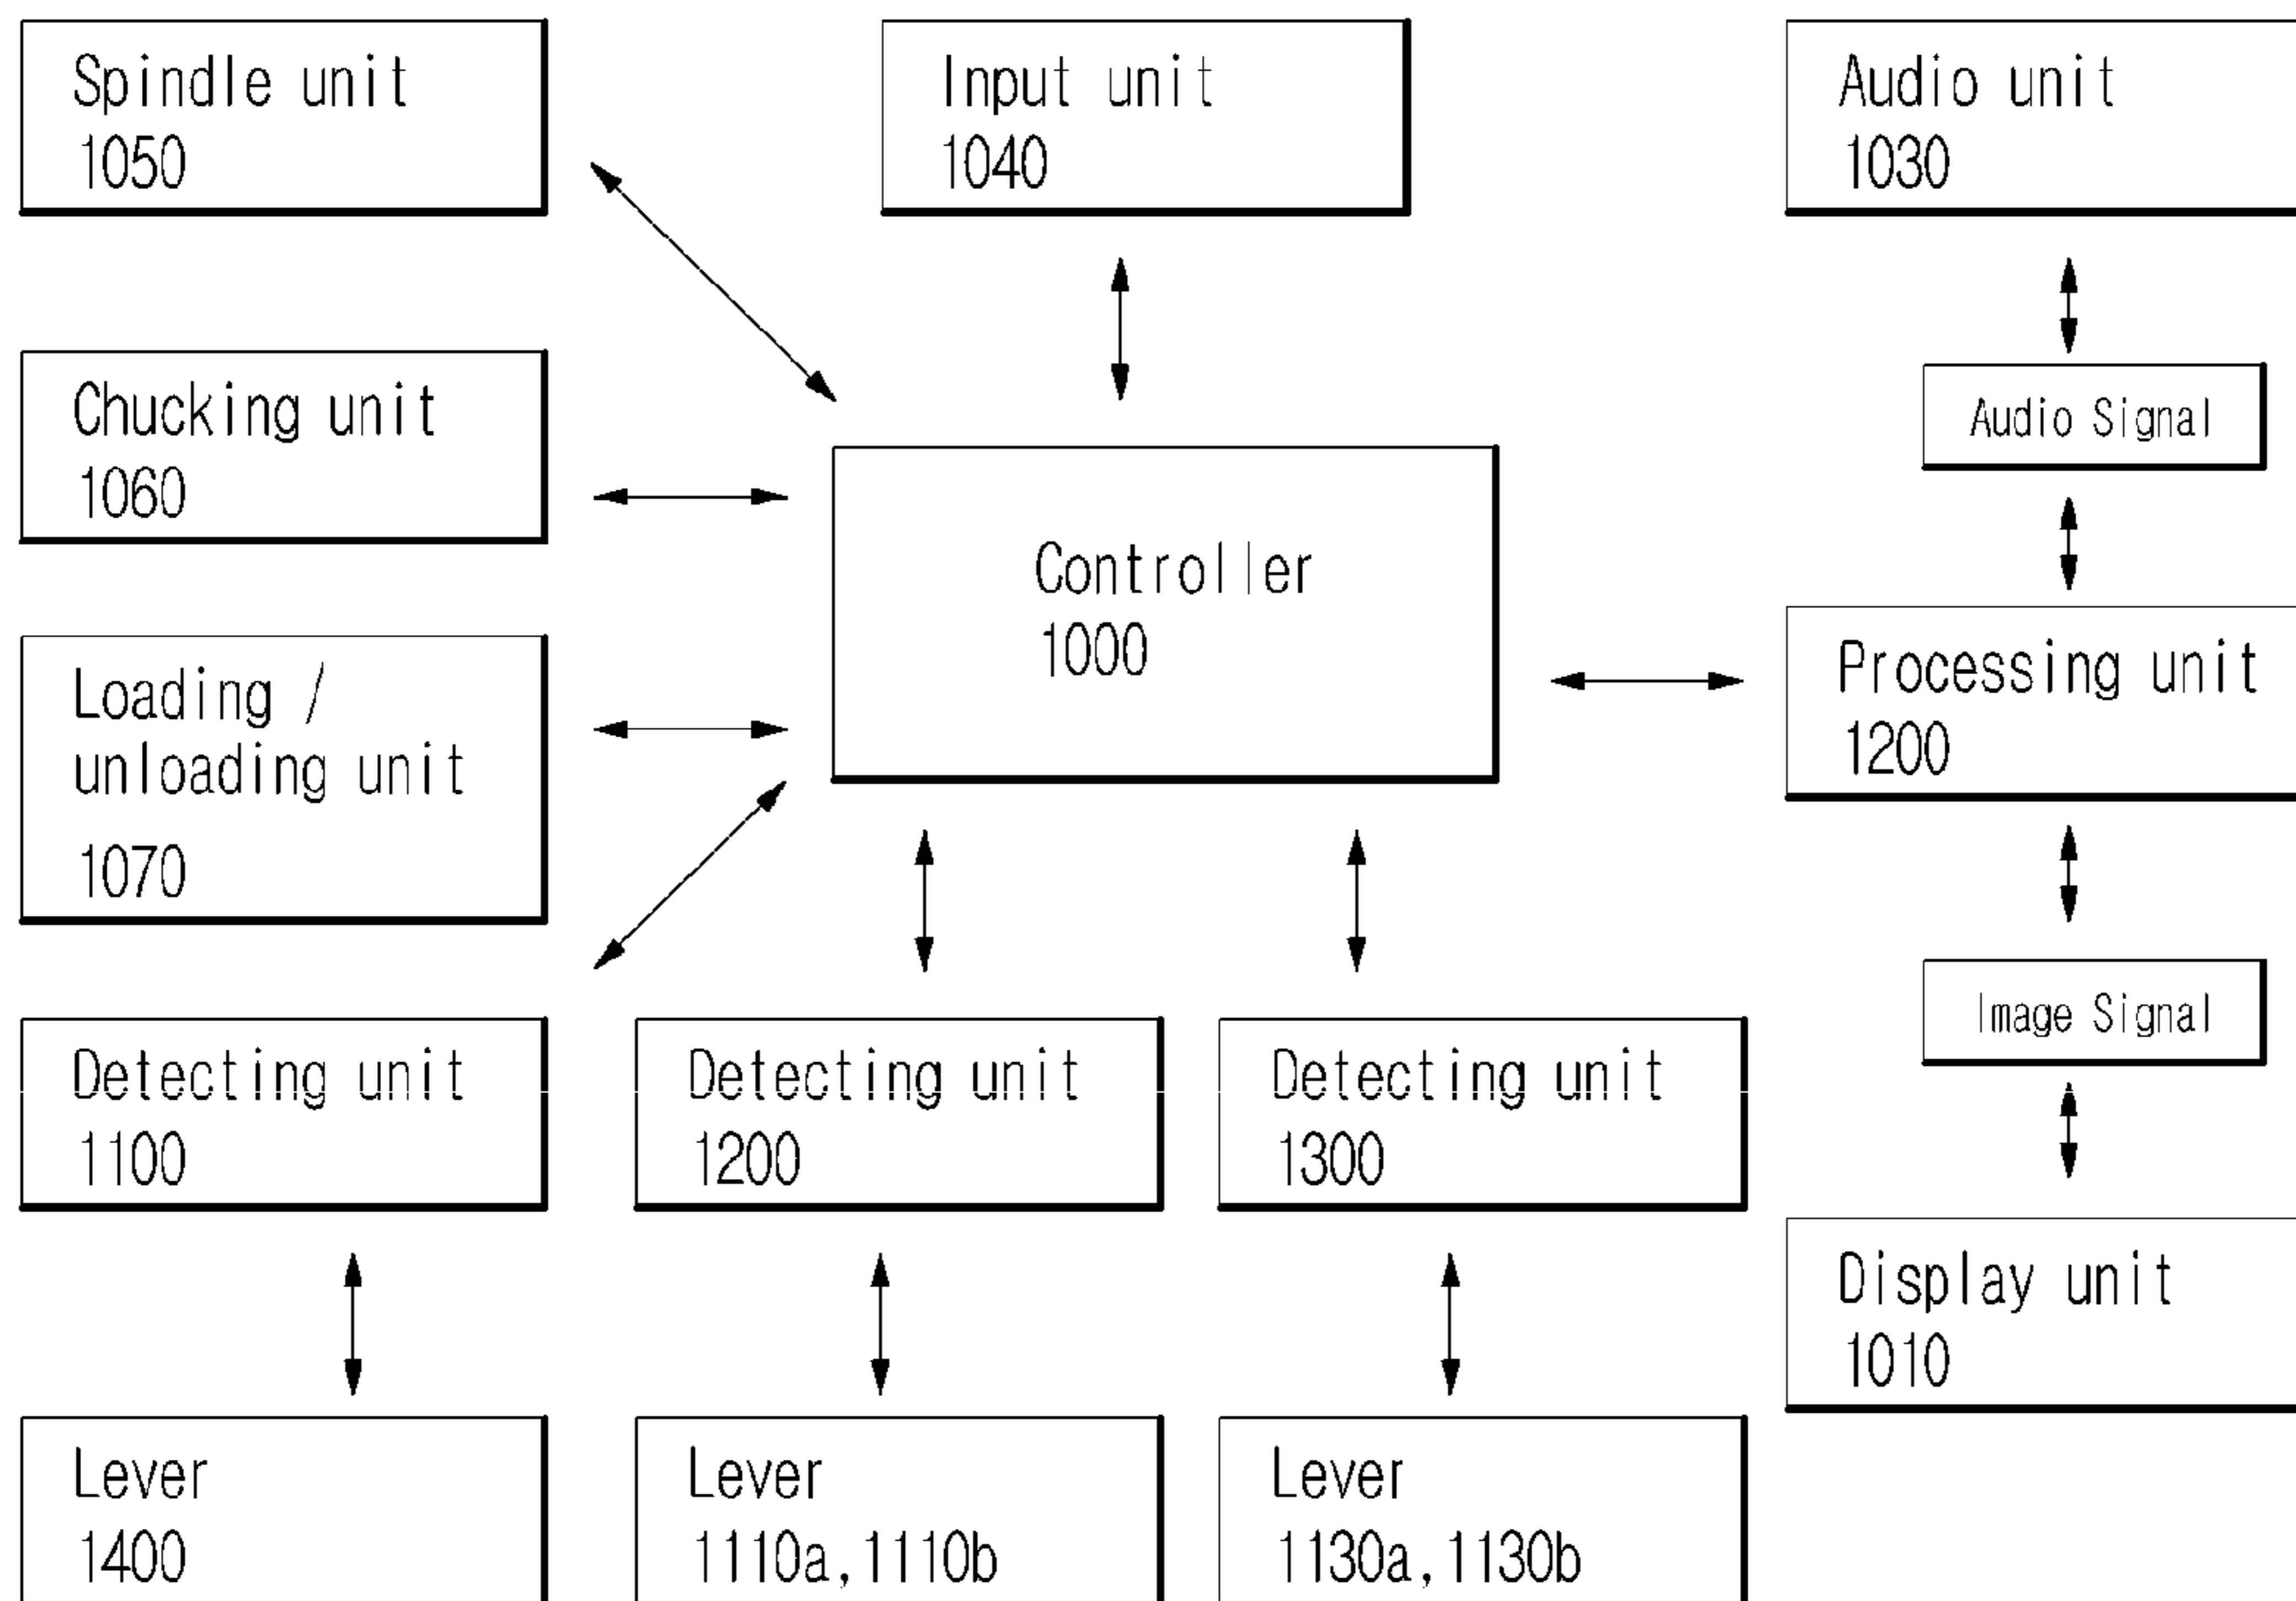 Spindle unit
1050
Input unit
1040
Audio unit
1030
Chucking unit
1060
Audio Signal
Controller
1000
Loading /
unloading unit
1070
Processing unit
1200
Image Signal
Detecting unit
1100
Detecting unit
1200
Detecting unit
1300
Display unit
1010
Lever
1400
Lever
1110a,1110b
Lever
1130a,1130b